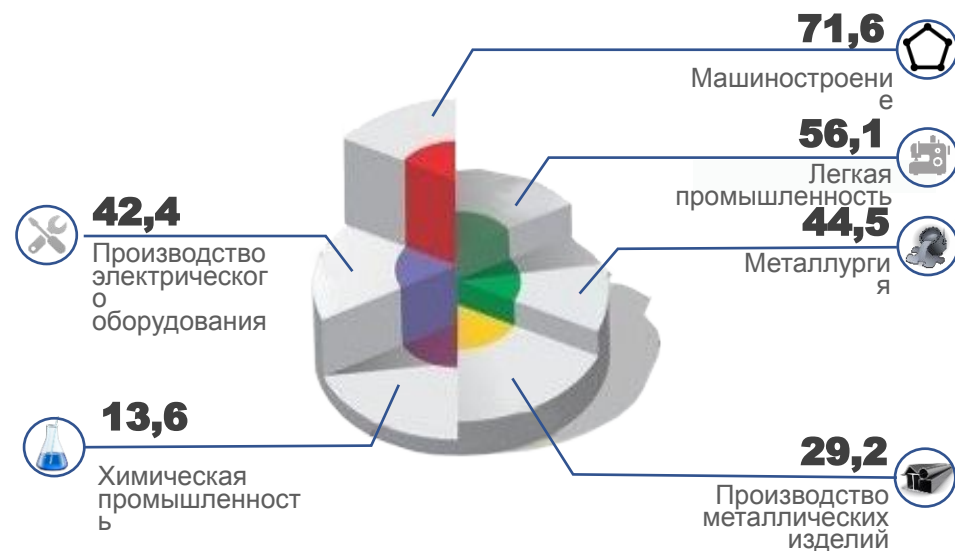 71,6
Машиностроени
е
56,1
Легкая
промышленность
44,5
Металлурги
я
42,4
Производство
электрическог
о
оборудования
13,6
Химическая
промышленност
ь
29,2
Производство
металлических
изделий